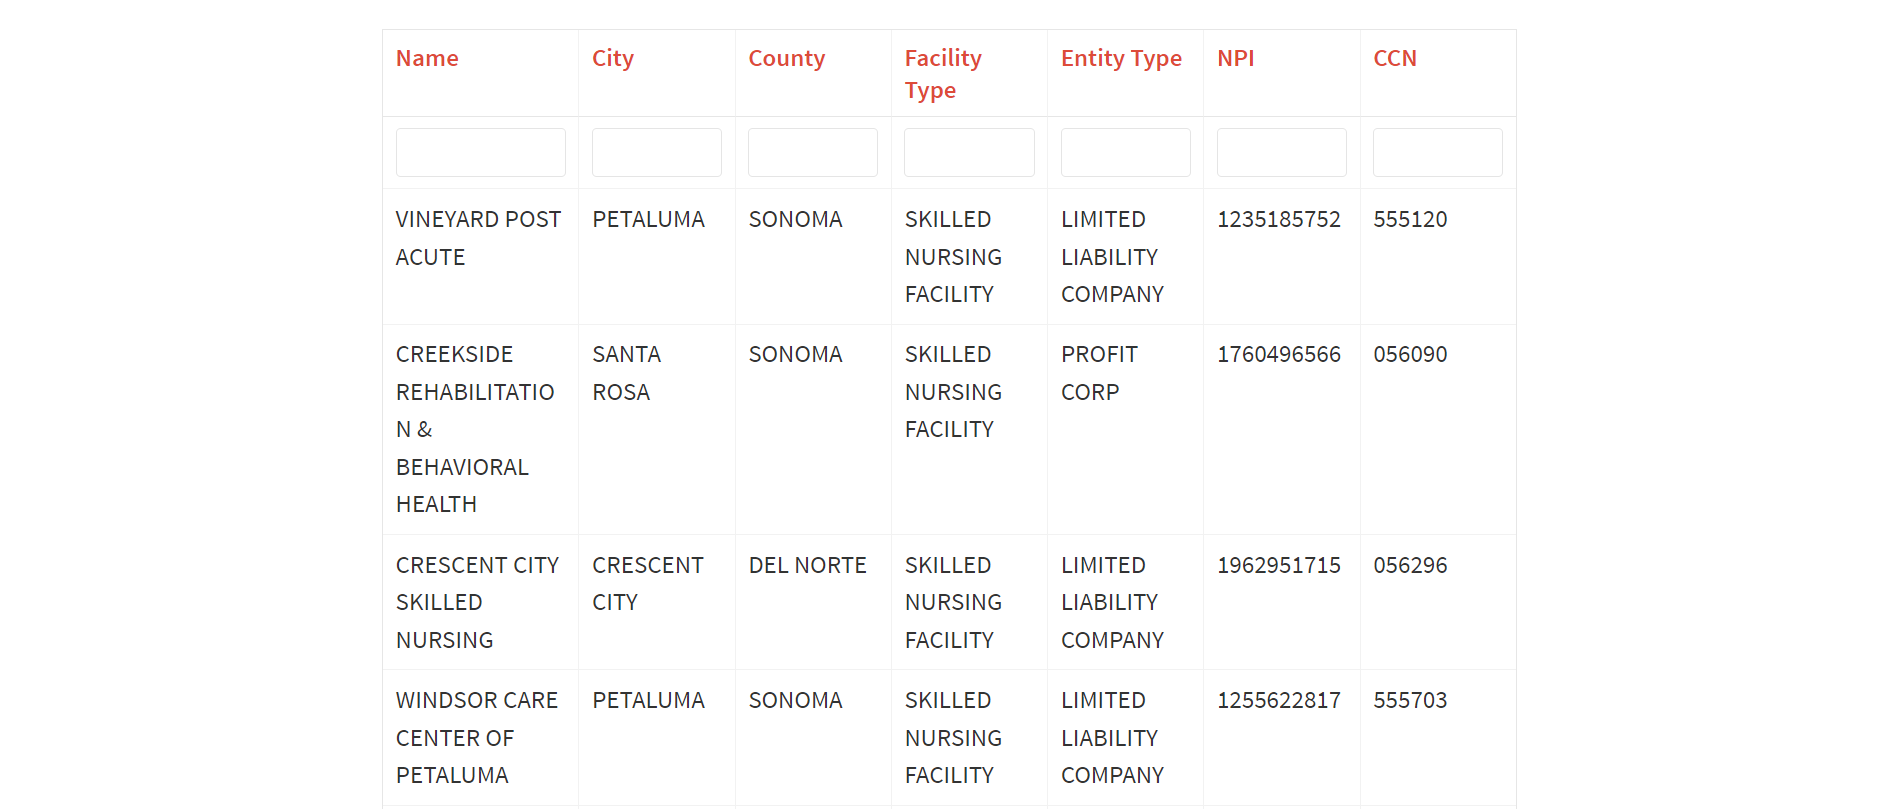 Name City County Facility Type Entity Type NPI CCN
VINEYARD POST ACUTE PETALUMA SONOMA SKILLED NURSING FACILITY LIMITED LIABILITY COMPANY 1235185752 555120
CREEKSIDE REHABILITATION & BEHAVIORAL HEALTH SANTA ROSA SONOMA SKILLED NURSING FACILITY PROFIT CORP 1760496566 056090
CRESCENT CITY SKILLED NURSING CRESCENT CITY DEL NORTE SKILLED NURSING FACILITY LIMITED LIABILITY COMPANY 1962951715 056296
WINDSOR CARE CENTER OF PETALUMA PETALUMA SONOMA SKILLED NURSING FACILITY LIMITED LIABILITY COMPANY 1255622817 555703